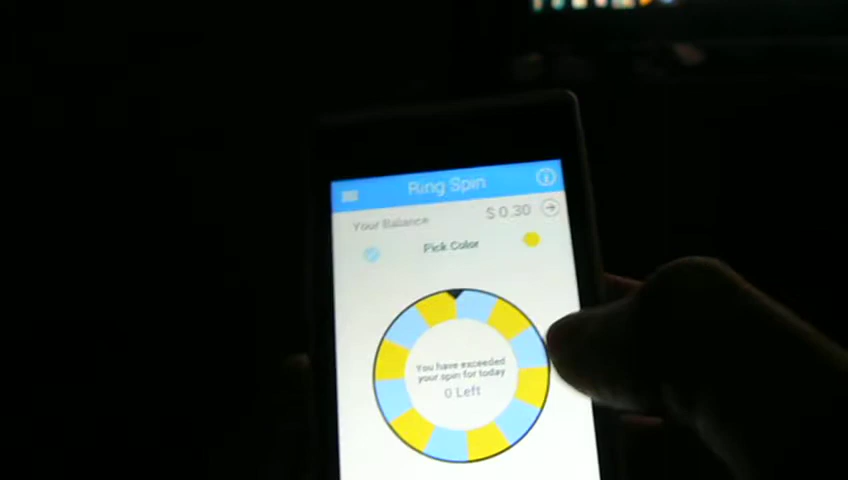 Ring Spin
Your Balance
$ 0.30
Pick Color
You have exceeded
your spin for today
0 Left